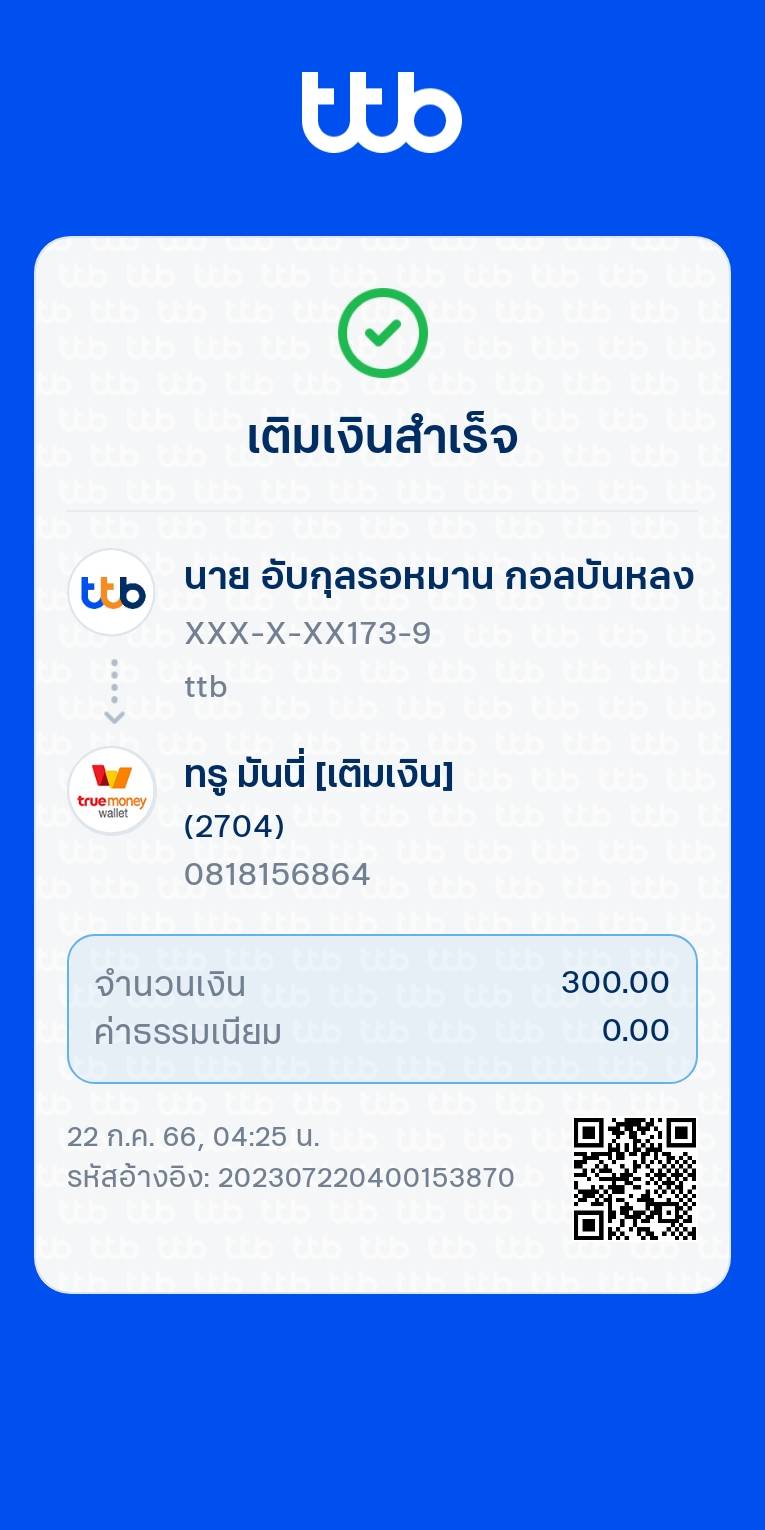 ttb
เติมเงินสำเร็จ
ttb
นาย อับกุลรอหมาน กอลบันหลง
XXX-X-XX173-9
ttb
truemoney
wallet
ทรู มันนี่ [เติมเงิน]
(2704)
0818156864
จำนวนเงิน 300.00
ค่าธรรมเนียม 0.00
22 ก.ค. 66, 04:25 น.
รหัสอ้างอิง: 202307220400153870